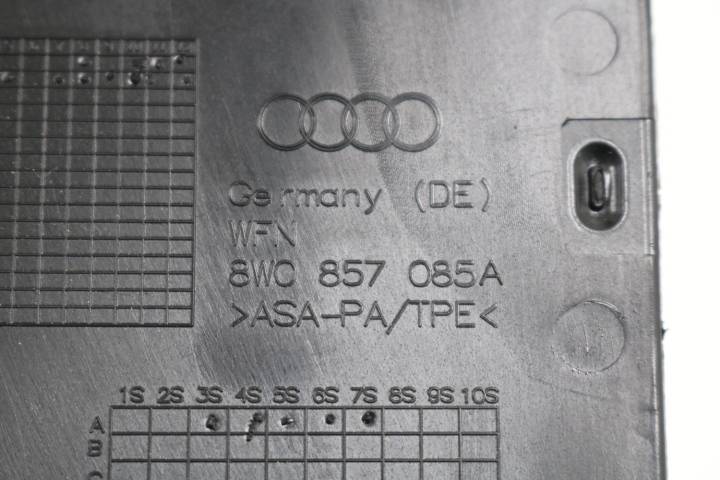 Germany (DE)
WFN
8W0 857 085A
>ASA-PA/TPE<
1S 2S 3S 4S 5S 6S 7S 8S 9S 10S
A
B